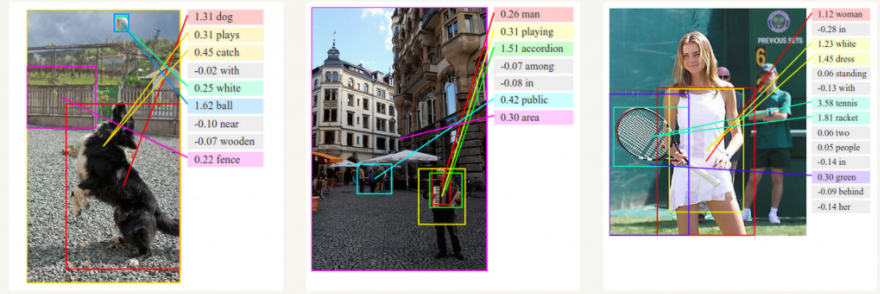 1.31 dog
0.31 plays
0.45 catch
-0.02 with
0.25 white
1.62 ball
-0.10 near
-0.07 wooden
0.22 fence
0.26 man
0.31 playing
1.51 accordion
-0.07 among
-0.08 in
0.42 public
0.30 area
PREVIOUS SETS
6
1.12 woman
-0.28 in
1.23 white
1.45 dress
0.06 standing
-0.13 with
3.58 tennis
1.81 racket
0.06 two
0.05 people
-0.14 in
0.30 green
-0.09 behind
-0.14 her